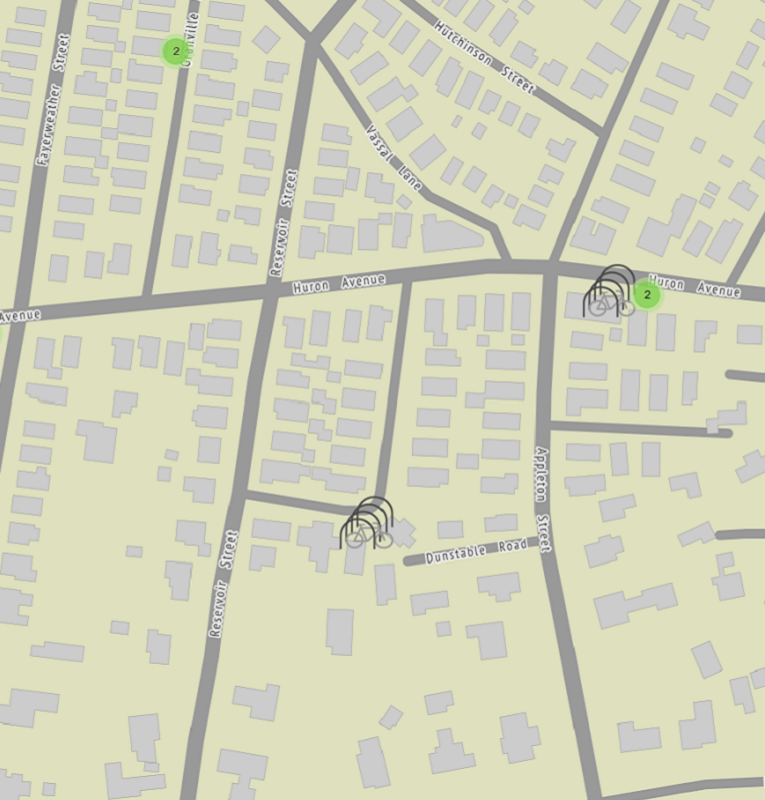 Hutchinson Street
2
Fayerweather Street
Vassal Lane
Reservoir Street
Huron Avenue
Huron Avenue
2
Avenue
Appleton Street
Dunstable Road
Reservoir Street